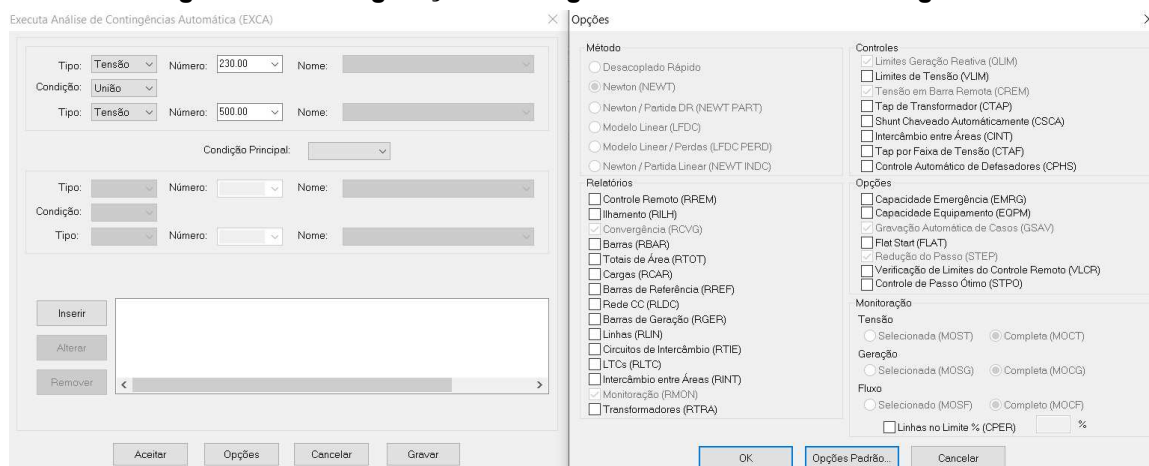 Executa Análise de Contingências Automática (EXCA)
Tipo: Tensão Número: 230.00 Nome:
Condição: União
Tipo: Tensão Número: 500.00 Nome:
Condição Principal:
Tipo: Número: Nome:
Condição:
Tipo: Número: Nome:
Inserir
Alterar
Remover
Aceitar Opções Cancelar Gravar
Opções
Método
Desacoplado Rápido
Newton (NEWT)
Newton / Partida DR (NEWT PART)
Modelo Linear (LFDC)
Modelo Linear / Perdas (LFDC PERD)
Newton / Partida Linear (NEWT INDC)
Relatórios
Controle Remoto (RREM)
Ilhamento (RILH)
Convergência (RCVG)
Barras (RBAR)
Totais de Área (RTOT)
Cargas (RCAR)
Barras de Referência (RREF)
Rede CC (RLDC)
Barras de Geração (RGER)
Linhas (RLIN)
Circuitos de Intercâmbio (RTIE)
LTCs (RLTC)
Intercâmbio entre Áreas (RINT)
Monitoração (RMON)
Transformadores (RTRA)
Controles
Limites Geração Reativa (QLIM)
Limites de Tensão (VLIM)
Tensão em Barra Remota (CREM)
Tap de Transformador (CTAP)
Shunt Chaveado Automáticamente (CSCA)
Intercâmbio entre Áreas (CINT)
Tap por Faixa de Tensão (CTAF)
Controle Automático de Defasadores (CPHS)
Opções
Capacidade Emergência (EMRG)
Capacidade Equipamento (EQPM)
Gravação Automática de Casos (GSAV)
Flat Start (FLAT)
Redução do Passo (STEP)
Verificação de Limites do Controle Remoto (VLCR)
Controle de Passo Ótimo (STPO)
Monitoração
Tensão
Selecionada (MOST) Completa (MOCT)
Geração
Selecionada (MOSG) Completa (MOCG)
Fluxo
Selecionado (MOSF) Completo (MOCF)
Linhas no Limite % (CPER) %
OK Opções Padrão... Cancelar